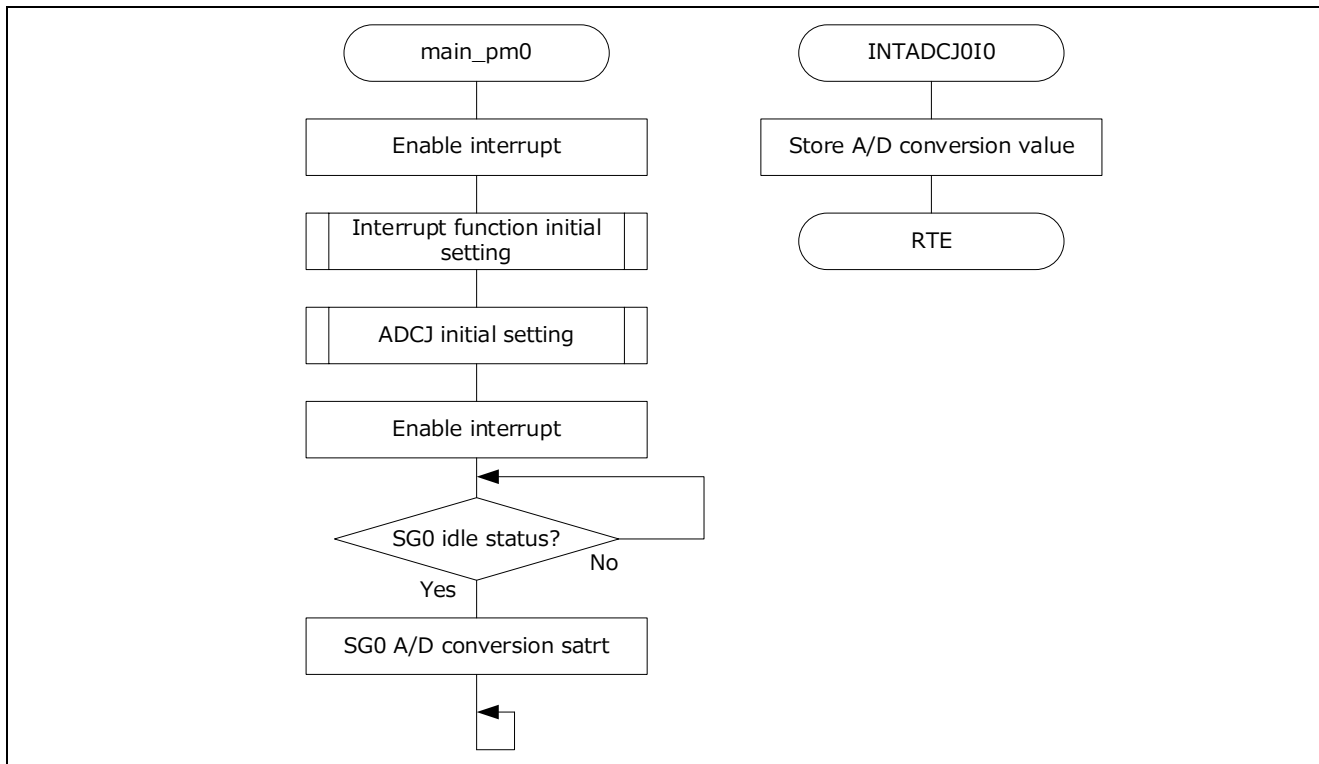 main_pm0
Enable interrupt
Interrupt function initial
setting
ADCJ initial setting
Enable interrupt
SG0 idle status?
No
Yes
SG0 A/D conversion satrt
INTADCJ0I0
Store A/D conversion value
RTE